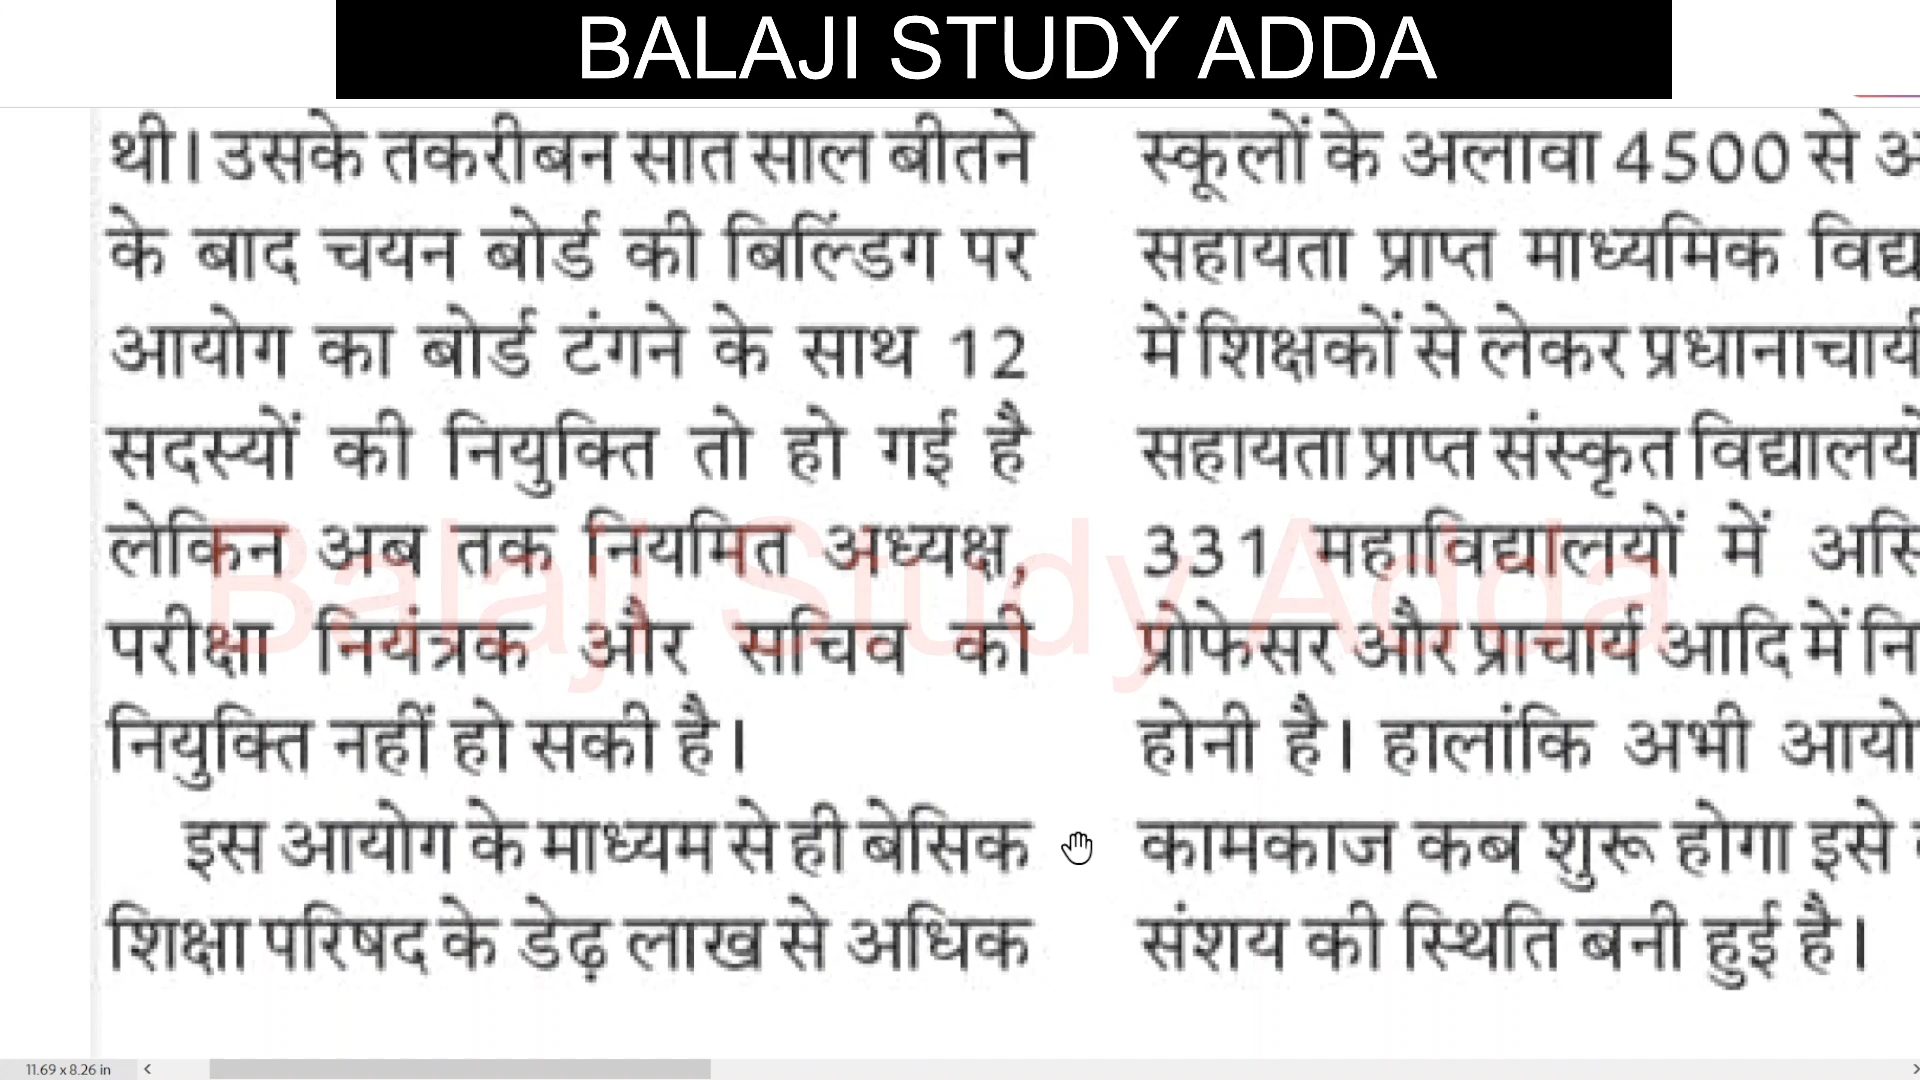 BALAJI STUDY ADDA
थी। उसके तकरीबन सात साल बीतने
के बाद चयन बोर्ड की बिल्डिंग पर
आयोग का बोर्ड टंगने के साथ 12
सदस्यों की नियुक्ति तो हो गई है
लेकिन अब तक नियमित अध्यक्ष,
परीक्षा नियंत्रक और सचिव की
नियुक्ति नहीं हो सकी है।
इस आयोग के माध्यम से ही बेसिक
शिक्षा परिषद के डेढ़ लाख से अधिक
स्कूलों के अलावा 4500 से
सहायता प्राप्त माध्यमिक
में शिक्षकों से लेकर प्रधानाचार्य
सहायता प्राप्त संस्कृत
331 महाविद्यालयों में
प्रोफेसर और प्राचार्य आदि में
होनी है। हालांकि अभी
कामकाज कब शुरू होगा इसे
संशय की स्थिति बनी हुई है।
Balaji Study Adda
11.69 x 8.26 in